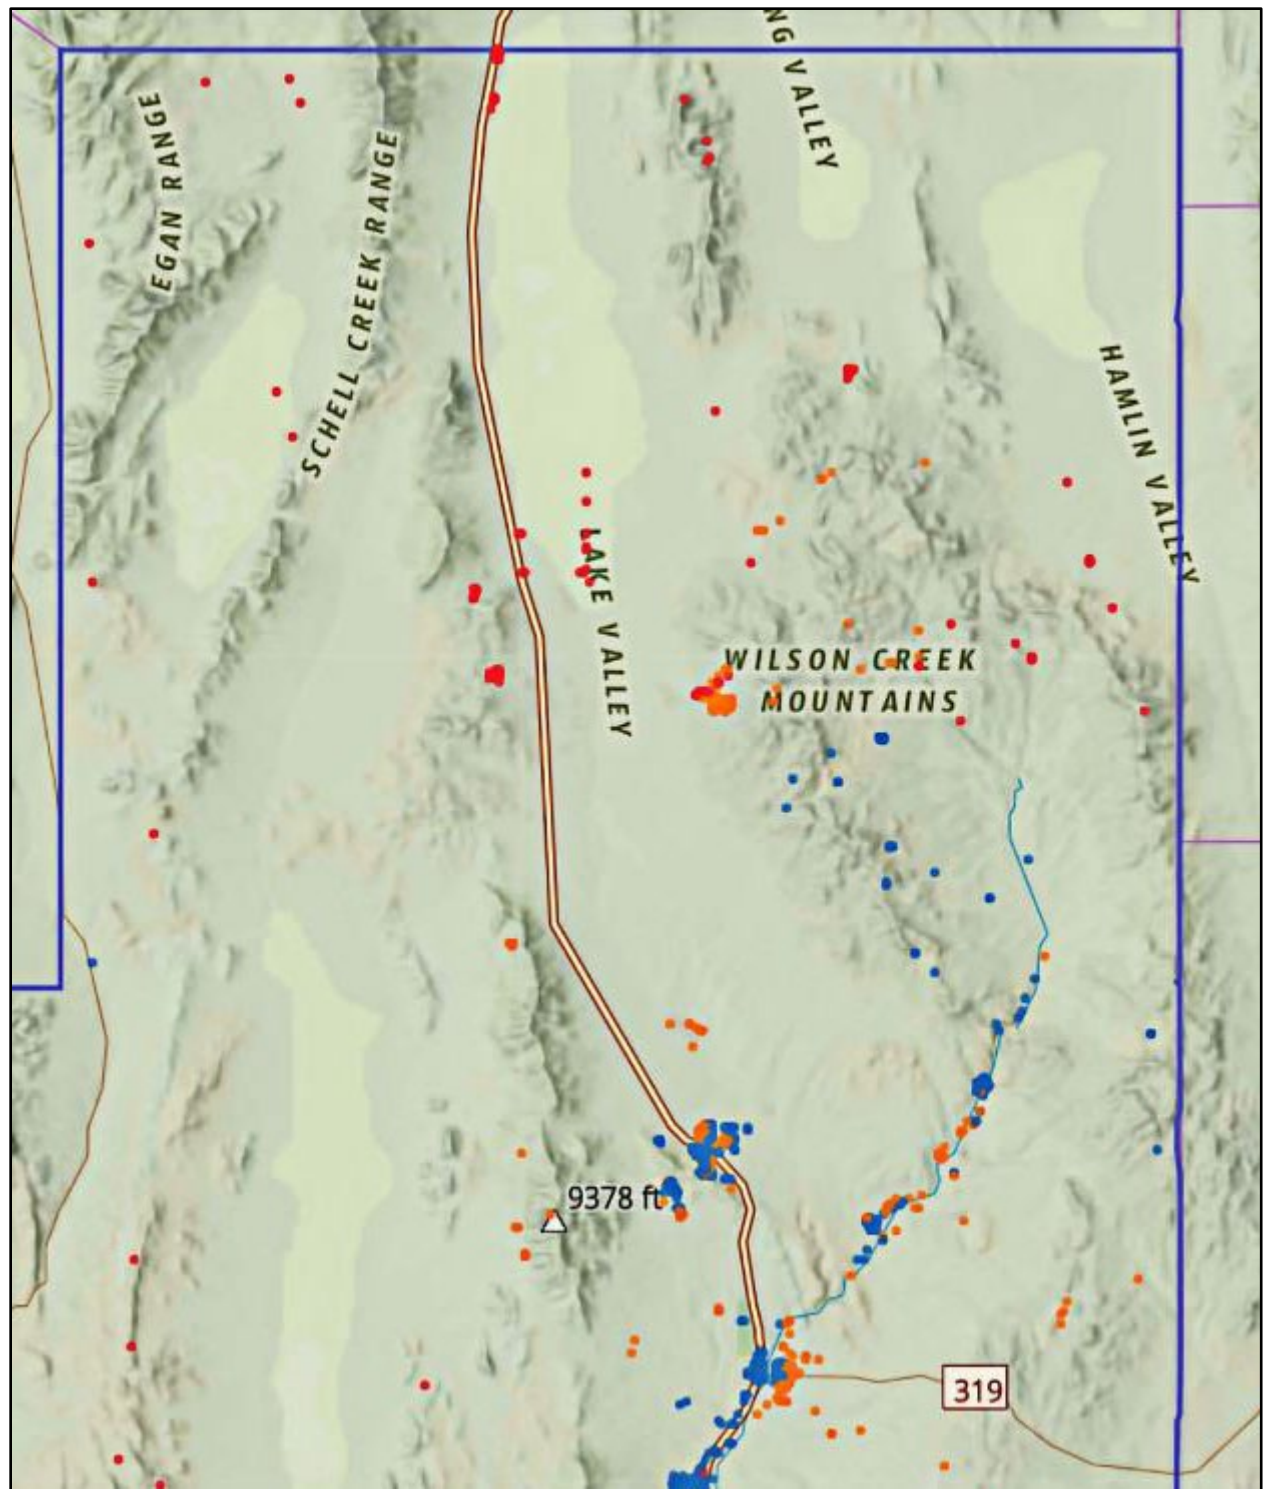 NG VALLEY
EGAN RANGE
SCHELL CREEK RANGE
HAMLIN VALLEY
LAKE VALLEY
WILSON CREEK
MOUNTAINS
9378 ft
319